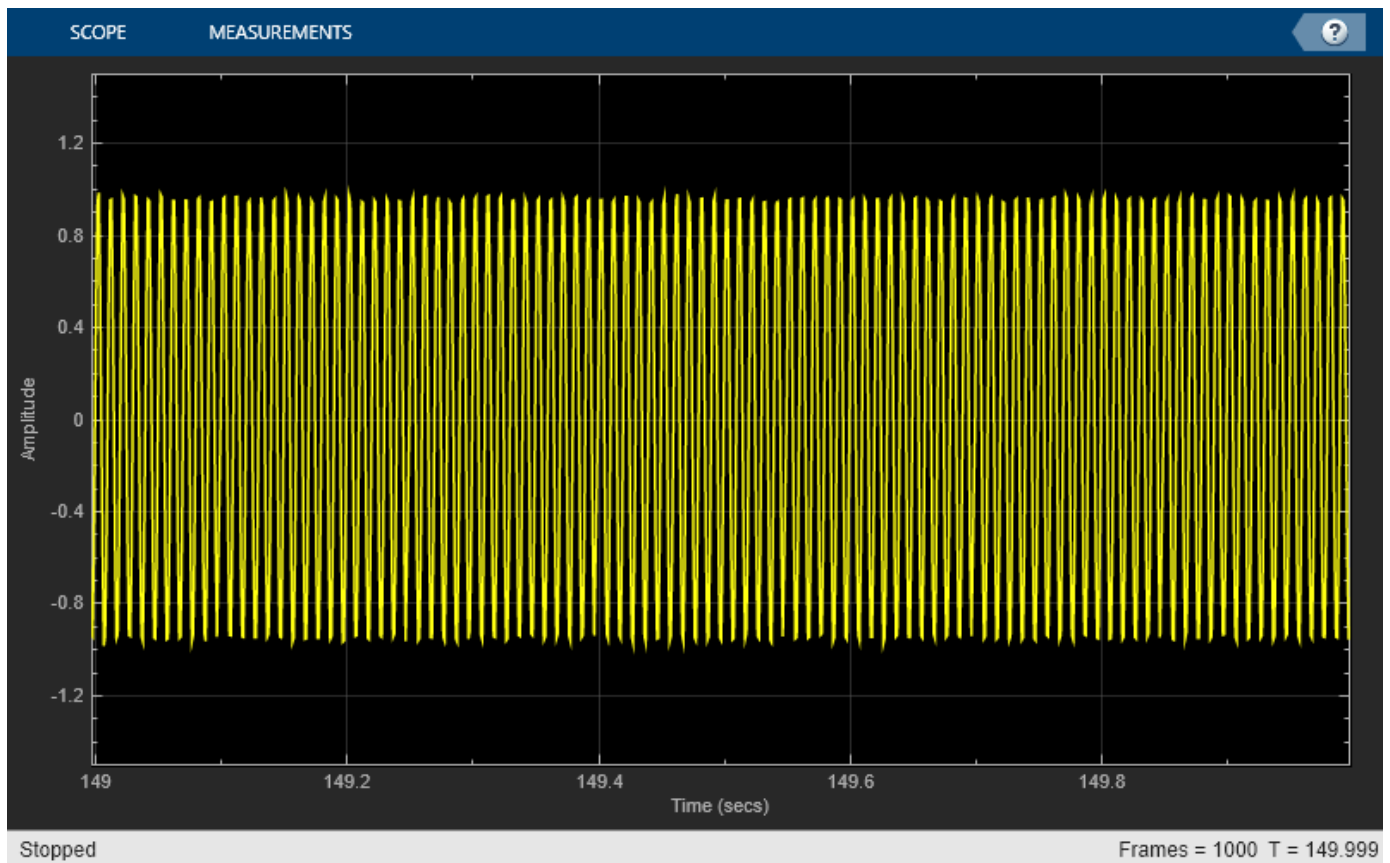 SCOPE MEASUREMENTS ?
1.2
0.8
0.4
0
-0.4
-0.8
-1.2
Amplitude
149 149.2 149.4 149.6 149.8
Time (secs)
Stopped Frames = 1000 T = 149.999